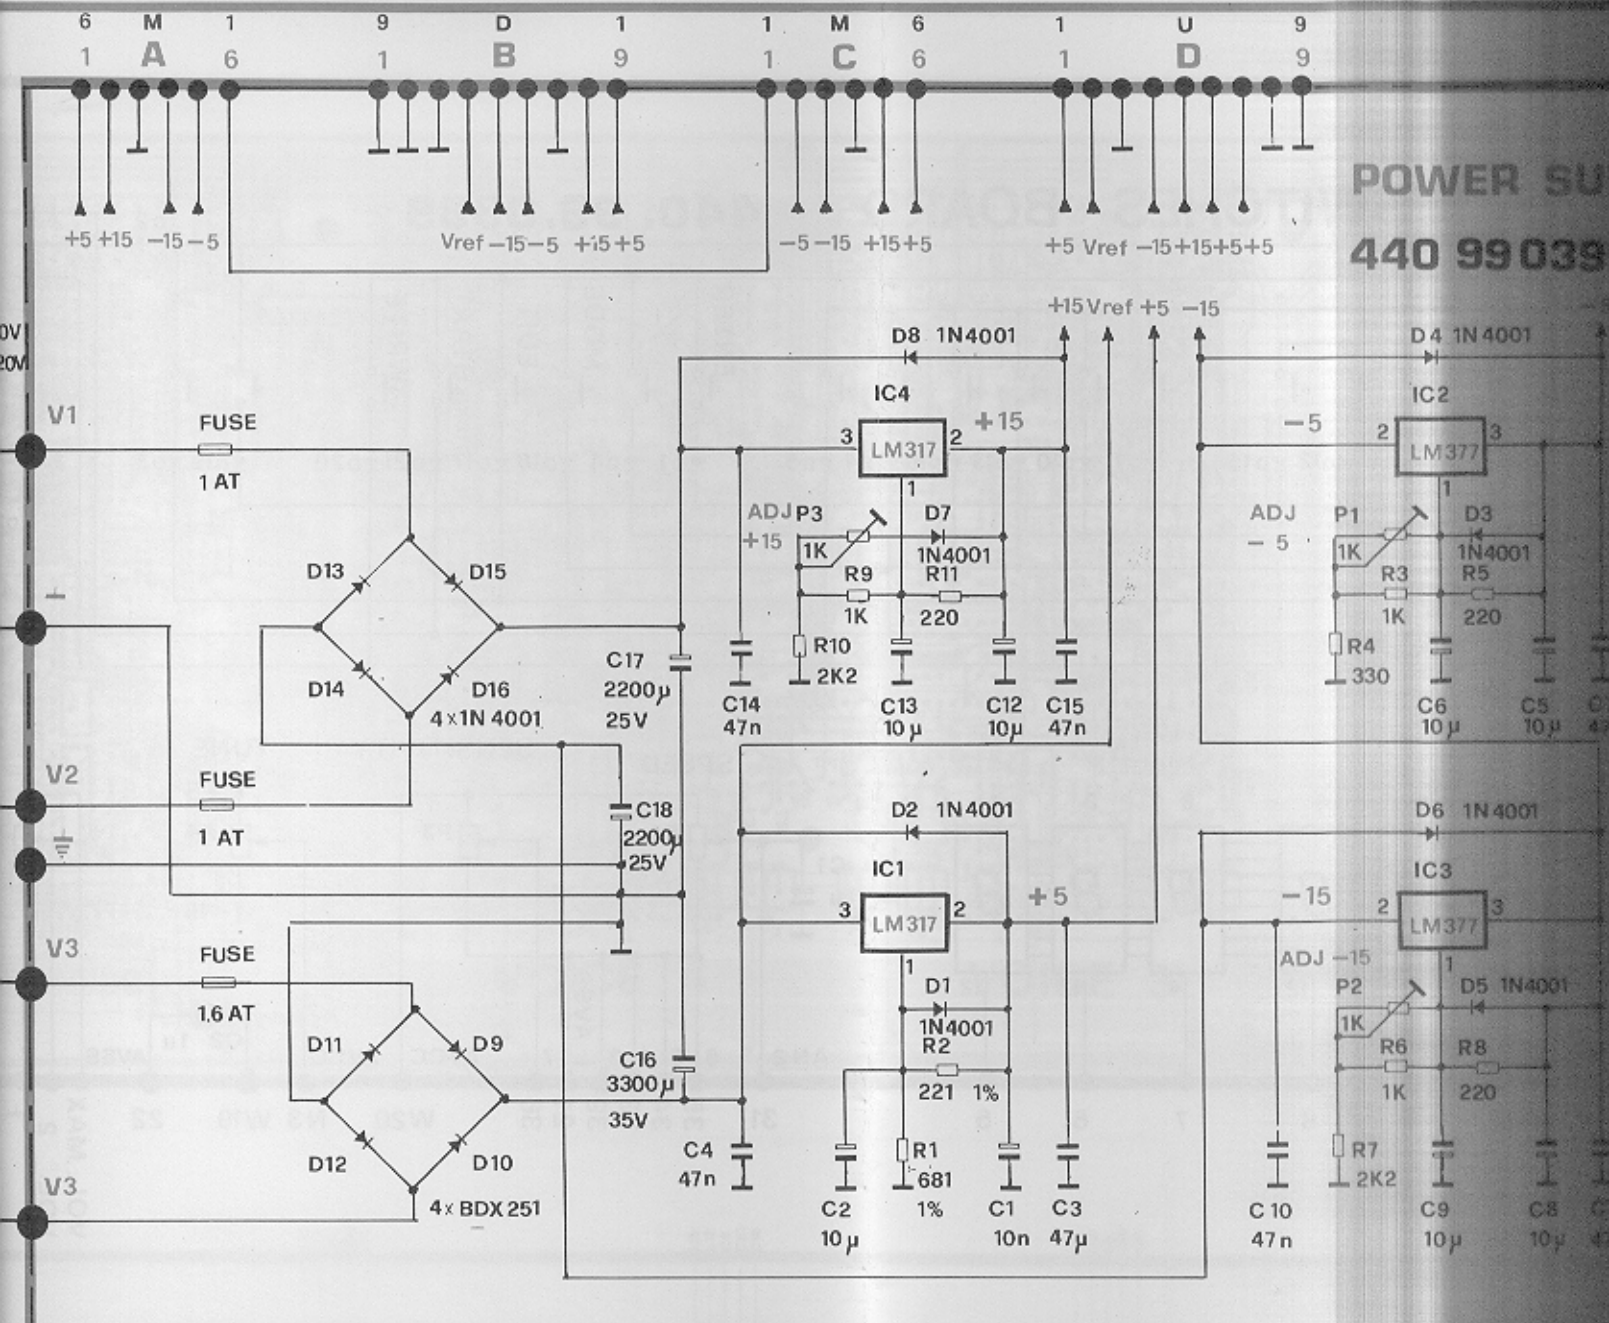 6 M 1 9 D 1 1 M 6 1 U 9
1 A 6 1 B 9 1 C 6 1 D 9
POWER SU
440 99039
+5 +15 −15 −5 Vref −15 −5 +15 +5 −5 −15 +15 +5 +5 Vref −15 +15 +5 +5
+15 Vref +5 −15
0V
20V
D8 1N4001
D4 1N4001
IC4
IC2
V1
FUSE
+15
−5
3 LM317 2
2 LM377 3
1 AT
1
1
ADJ P3 D7
+15 1K 1N4001
ADJ P1 D3
− 5 1K 1N4001
D13 D15
R9 R11
1K 220
R3 R5
1K 220
R10
2K2
R4
330
C17
2200μ
25V
D14 D16
4×1N 4001
C14
47n
C13
10μ
C12
10μ
C15
47n
C6
10μ
C5
10μ
V2
FUSE
1 AT
C18
2200μ
25V
D2 1N4001
D6 1N4001
IC1
IC3
+5
−15
3 LM317 2
2 LM377 3
1
1
V3
FUSE
1.6 AT
ADJ −15
D1
1N4001
P2 D5 1N4001
1K
D11 D9
R2
221 1%
R6 R8
1K 220
C16
3300μ
35V
D12 D10
C4
47n
R1
681
1%
R7
2K2
V3
4× BDX 251
C2
10μ
C1
10n
C3
47μ
C10
47n
C9
10μ
C8
10μ